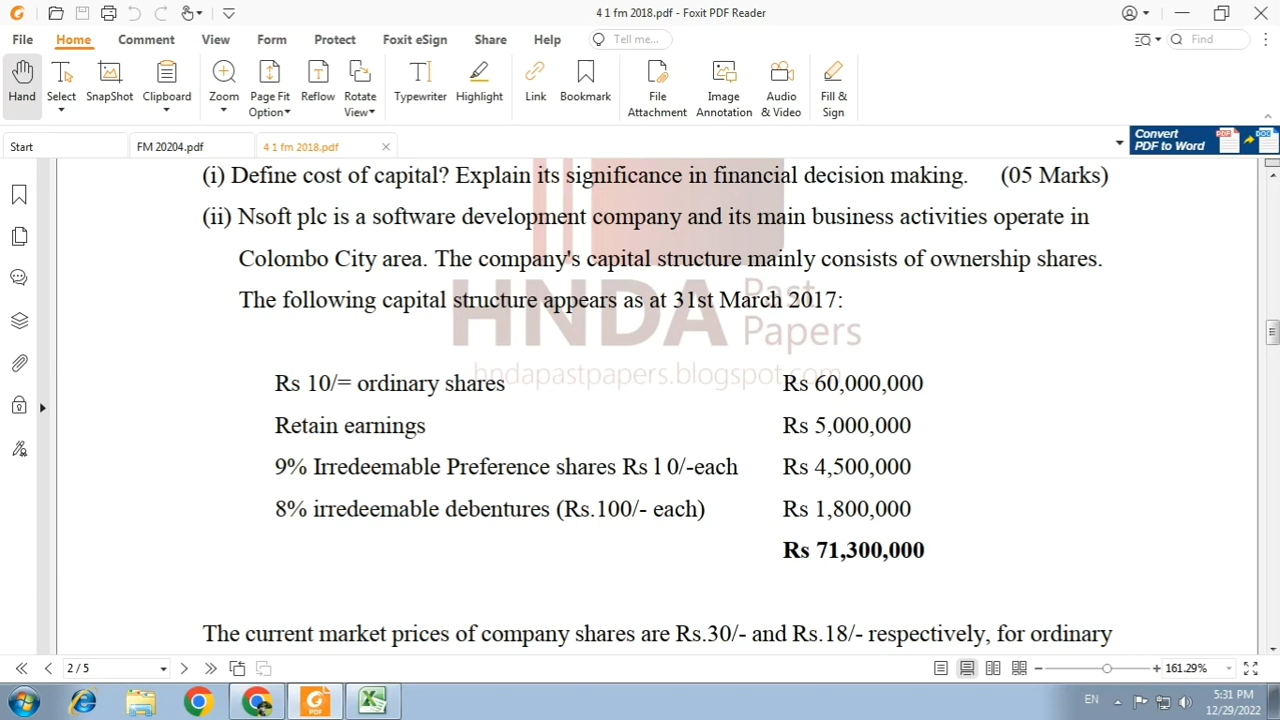 4 1 fm 2018.pdf - Foxit PDF Reader
File Home Comment View Form Protect Foxit eSign Share Help Tell me... Find
Hand Select SnapShot Clipboard Zoom Page Fit Option Reflow Rotate View Typewriter Highlight Link Bookmark File Attachment Image Annotation Audio & Video Fill & Sign
Start FM 20204.pdf 4 1 fm 2018.pdf
Convert PDF to Word
PDF DOC
(i) Define cost of capital? Explain its significance in financial decision making. (05 Marks)
(ii) Nsoft plc is a software development company and its main business activities operate in
Colombo City area. The company's capital structure mainly consists of ownership shares.
The following capital structure appears as at 31st March 2017:
HNDA Past Papers
hndapastpapers.blogspot.com
Rs 10/= ordinary shares Rs 60,000,000
Retain earnings Rs 5,000,000
9% Irredeemable Preference shares Rs l 0/-each Rs 4,500,000
8% irredeemable debentures (Rs.100/- each) Rs 1,800,000
Rs 71,300,000
The current market prices of company shares are Rs.30/- and Rs.18/- respectively, for ordinary
2 / 5 161.29%
EN 5:31 PM
12/29/2022